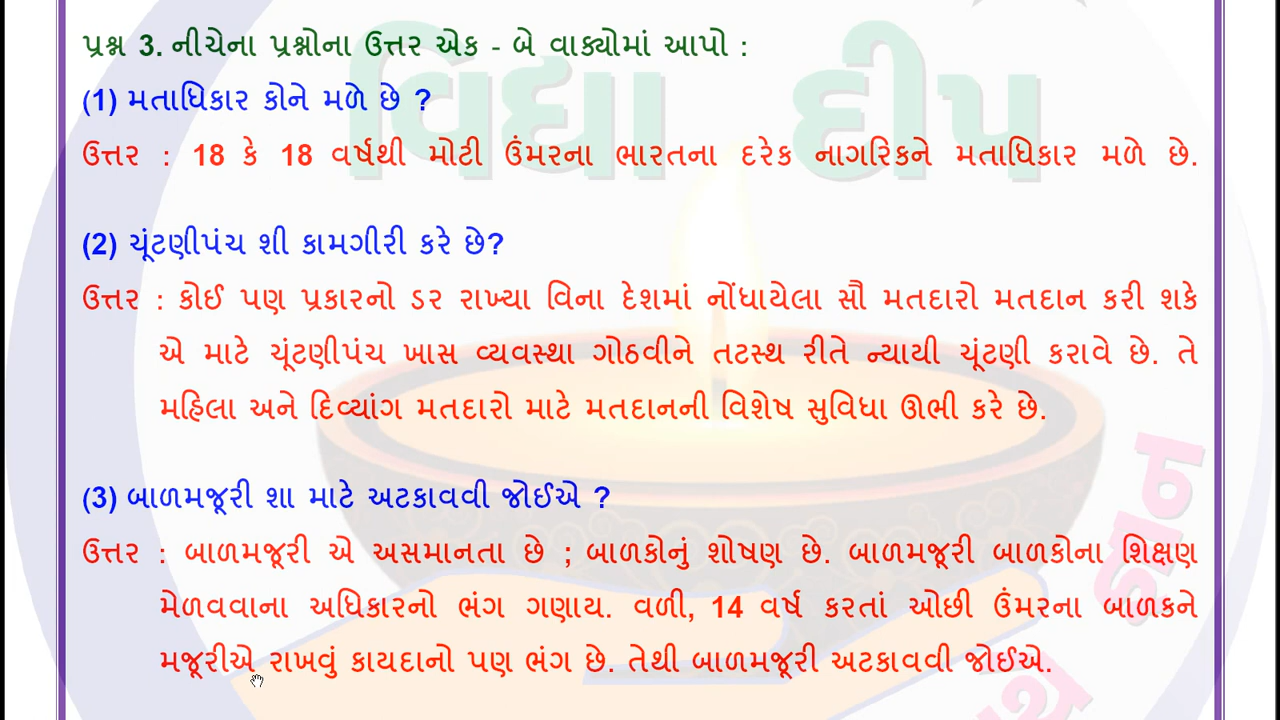 પ્રશ્ન 3. નીચેના પ્રશ્નોના ઉત્તર એક - બે વાક્યોમાં આપો :
(1) મતાધિકાર કોને મળે છે ?
ઉત્તર : 18 કે 18 વર્ષથી મોટી ઉંમરના ભારતના દરેક નાગરિકને મતાધિકાર મળે છે.
(2) ચૂંટણીપંચ શી કામગીરી કરે છે?
ઉત્તર : કોઈ પણ પ્રકારનો ડર રાખ્યા વિના દેશમાં નોંધાયેલા સૌ મતદારો મતદાન કરી શકે
એ માટે ચૂંટણીપંચ ખાસ વ્યવસ્થા ગોઠવીને તટસ્થ રીતે ન્યાયી ચૂંટણી કરાવે છે. તે
મહિલા અને દિવ્યાંગ મતદારો માટે મતદાનની વિશેષ સુવિધા ઊભી કરે છે.
(3) બાળમજૂરી શા માટે અટકાવવી જોઈએ ?
ઉત્તર : બાળમજૂરી એ અસમાનતા છે ; બાળકોનું શોષણ છે. બાળમજૂરી બાળકોના શિક્ષણ
મેળવવાના અધિકારનો ભંગ ગણાય. વળી, 14 વર્ષ કરતાં ઓછી ઉંમરના બાળકને
મજૂરીએ રાખવું કાયદાનો પણ ભંગ છે. તેથી બાળમજૂરી અટકાવવી જોઈએ.
વિદ્યા દીપ